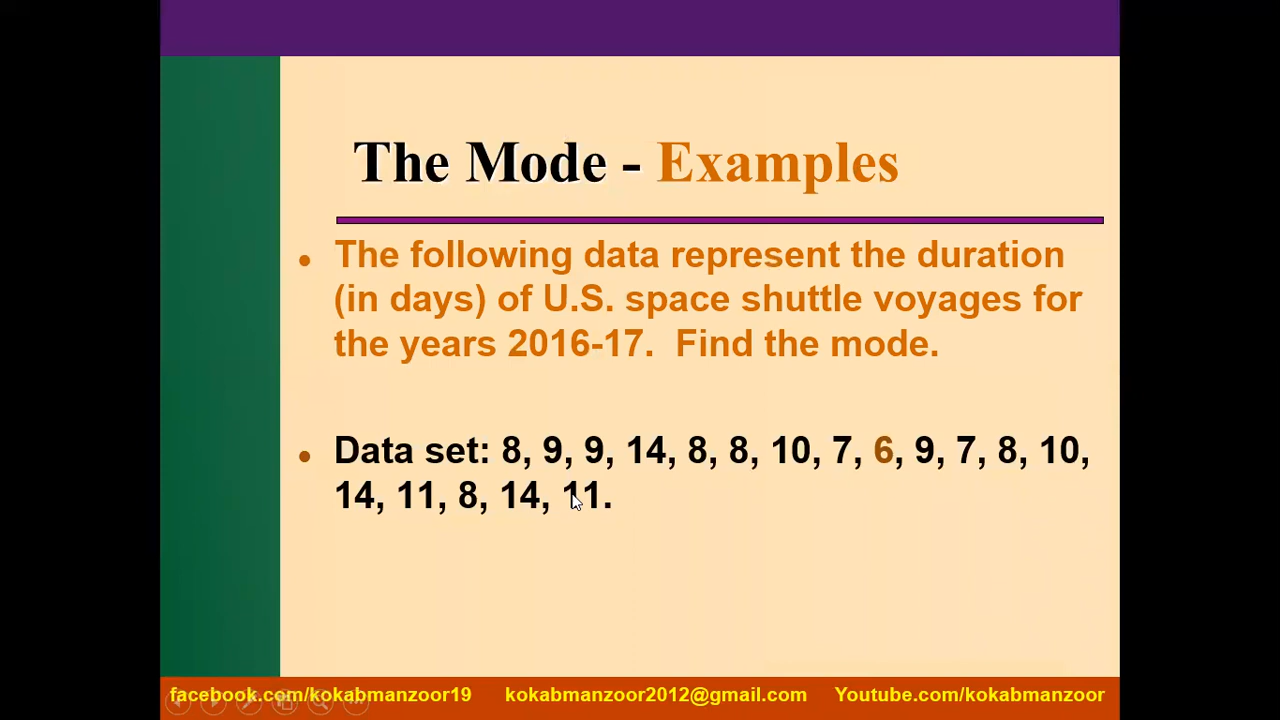 The Mode - Examples
• The following data represent the duration
(in days) of U.S. space shuttle voyages for
the years 2016-17. Find the mode.
• Data set: 8, 9, 9, 14, 8, 8, 10, 7, 6, 9, 7, 8, 10,
14, 11, 8, 14, 11.
facebook.com/kokabmanzoor19 kokabmanzoor2012@gmail.com Youtube.com/kokabmanzoor